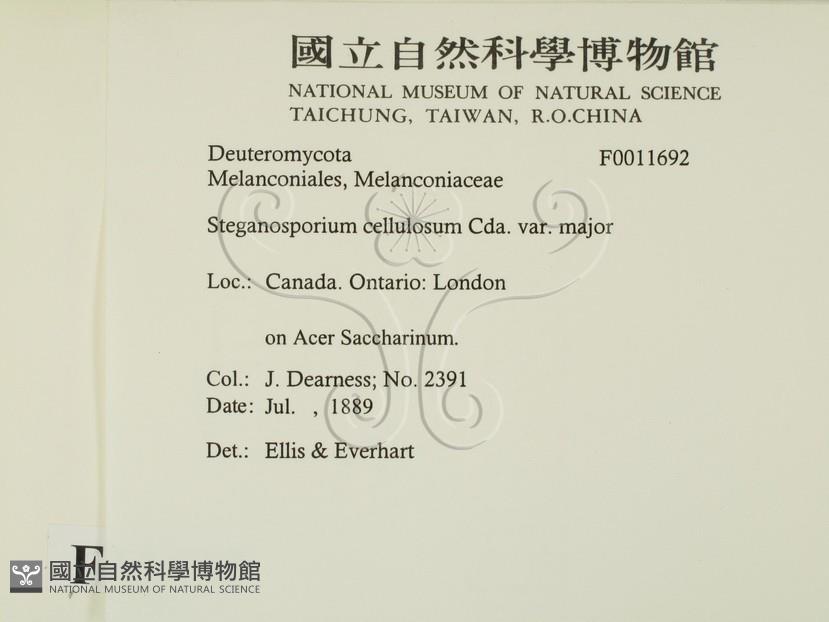 國立自然科學博物館
NATIONAL MUSEUM OF NATURAL SCIENCE
TAICHUNG, TAIWAN, R.O.CHINA
Deuteromycota F0011692
Melanconiales, Melanconiaceae
Steganosporium cellulosum Cda. var. major
Loc.: Canada. Ontario: London
on Acer Saccharinum.
Col.: J. Dearness; No. 2391
Date: Jul. , 1889
Det.: Ellis & Everhart
F
國立自然科學博物館
NATIONAL MUSEUM OF NATURAL SCIENCE